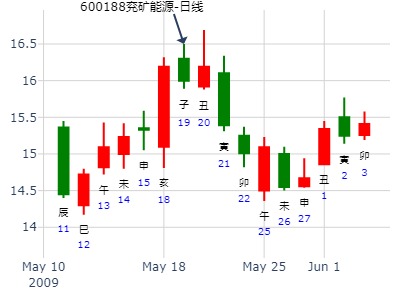 600188兖矿能源-日线
16.5
16
15.5
15
14.5
14
辰
11
巳
12
午
13
未
14
申
15
亥
18
子
19
丑
20
寅
21
卯
22
午
25
未
26
申
27
丑
1
寅
2
卯
3
May 10
2009
May 18
May 25
Jun 1